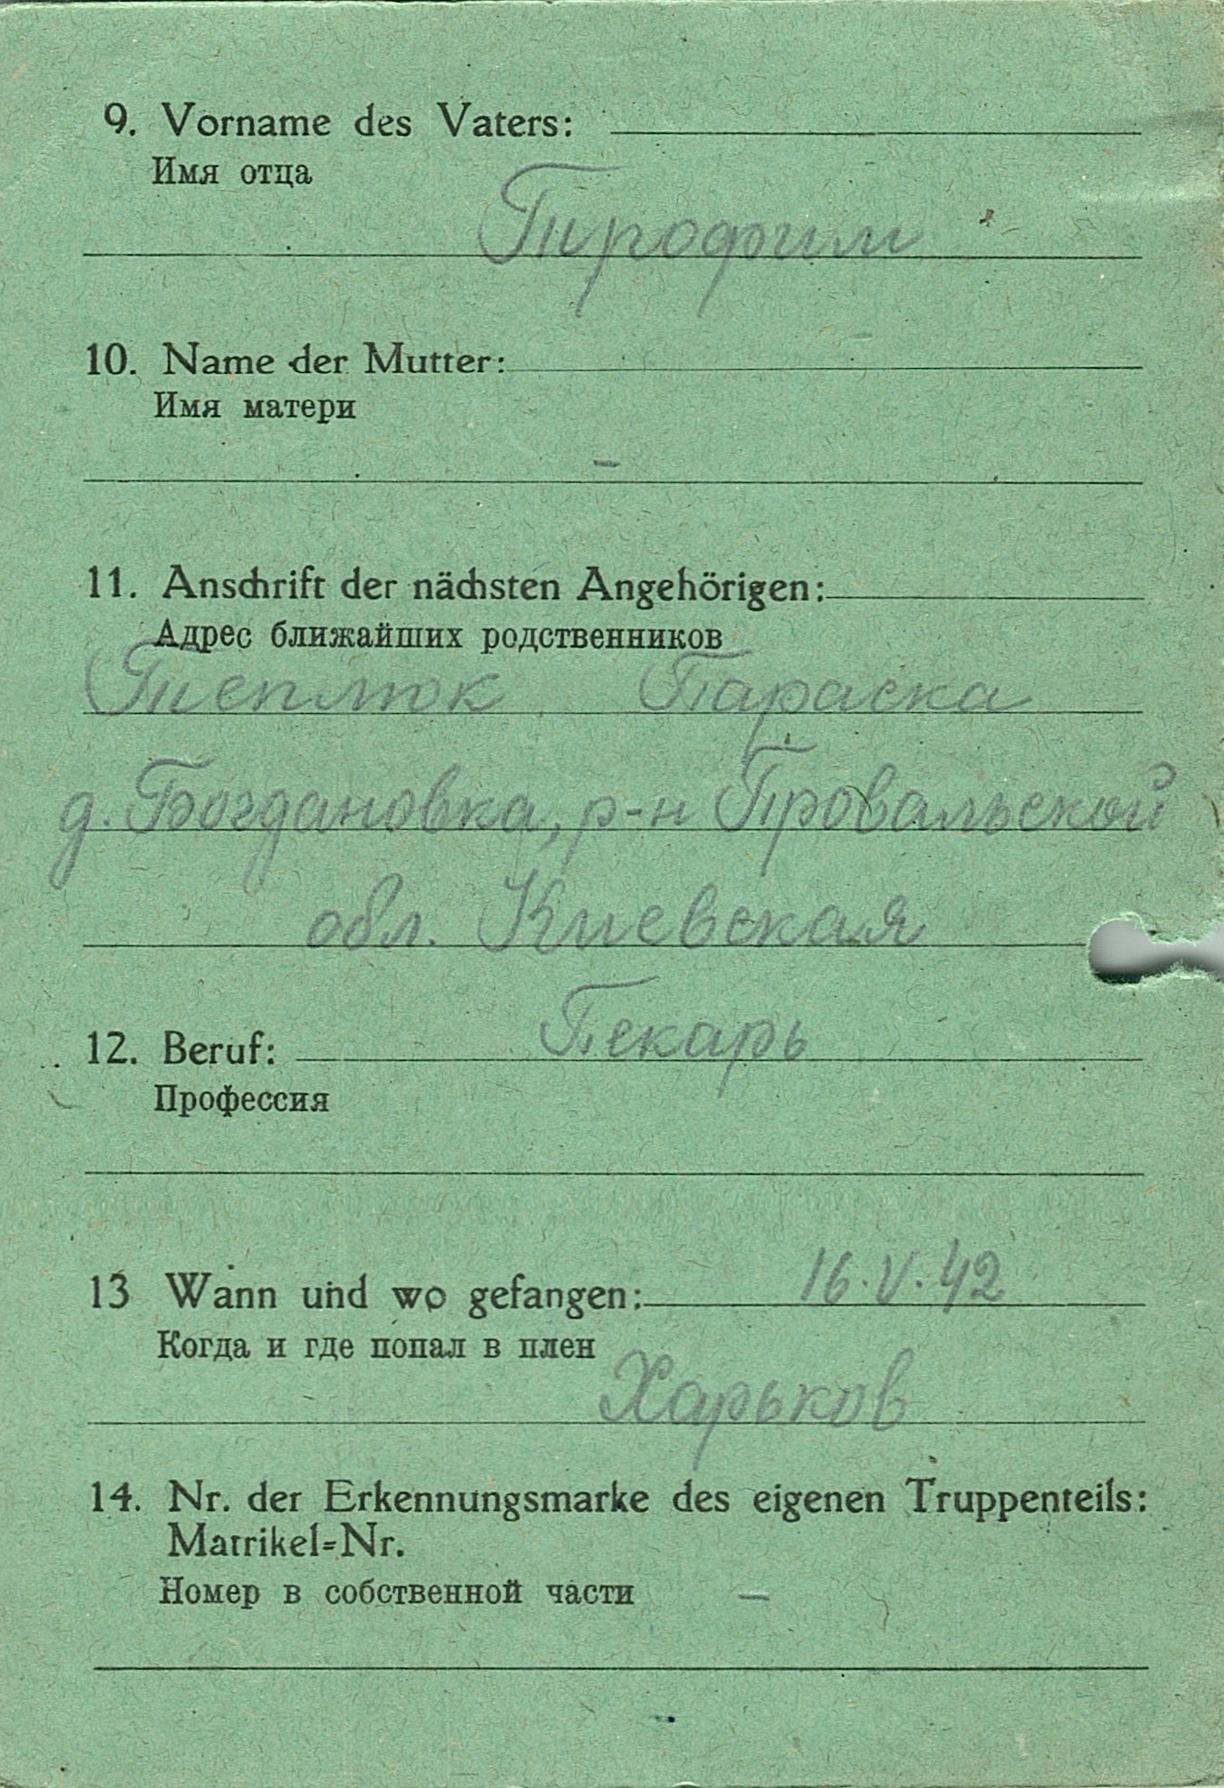 9. Vorname des Vaters:
Имя отца
Трофим
10. Name der Mutter:
Имя матери
–
11. Anschrift der nächsten Angehörigen:
Адрес ближайших родственников
Теплюк Параска
д. Богдановка, р-н Провальской
обл. Киевская
12. Beruf: Пекарь
Профессия
13 Wann und wo gefangen: 16.V.42
Когда и где попал в плен
Харьков
14. Nr. der Erkennungsmarke des eigenen Truppenteils:
Matrikel=Nr.
Номер в собственной части –